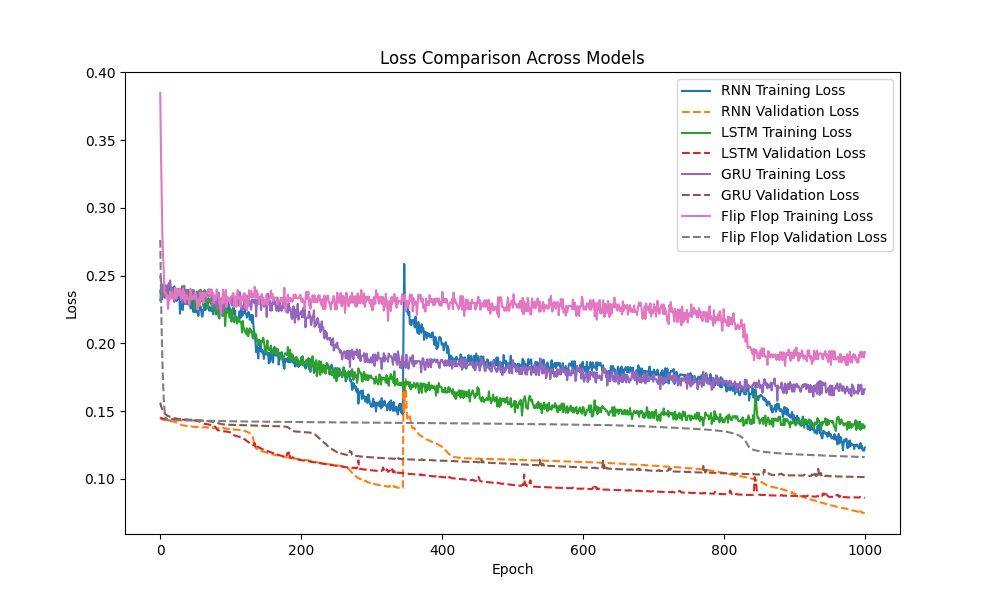 Loss Comparison Across Models
0.40
0.35
0.30
0.25
0.20
0.15
0.10
Loss
RNN Training Loss
RNN Validation Loss
LSTM Training Loss
LSTM Validation Loss
GRU Training Loss
GRU Validation Loss
Flip Flop Training Loss
Flip Flop Validation Loss
0 200 400 600 800 1000
Epoch